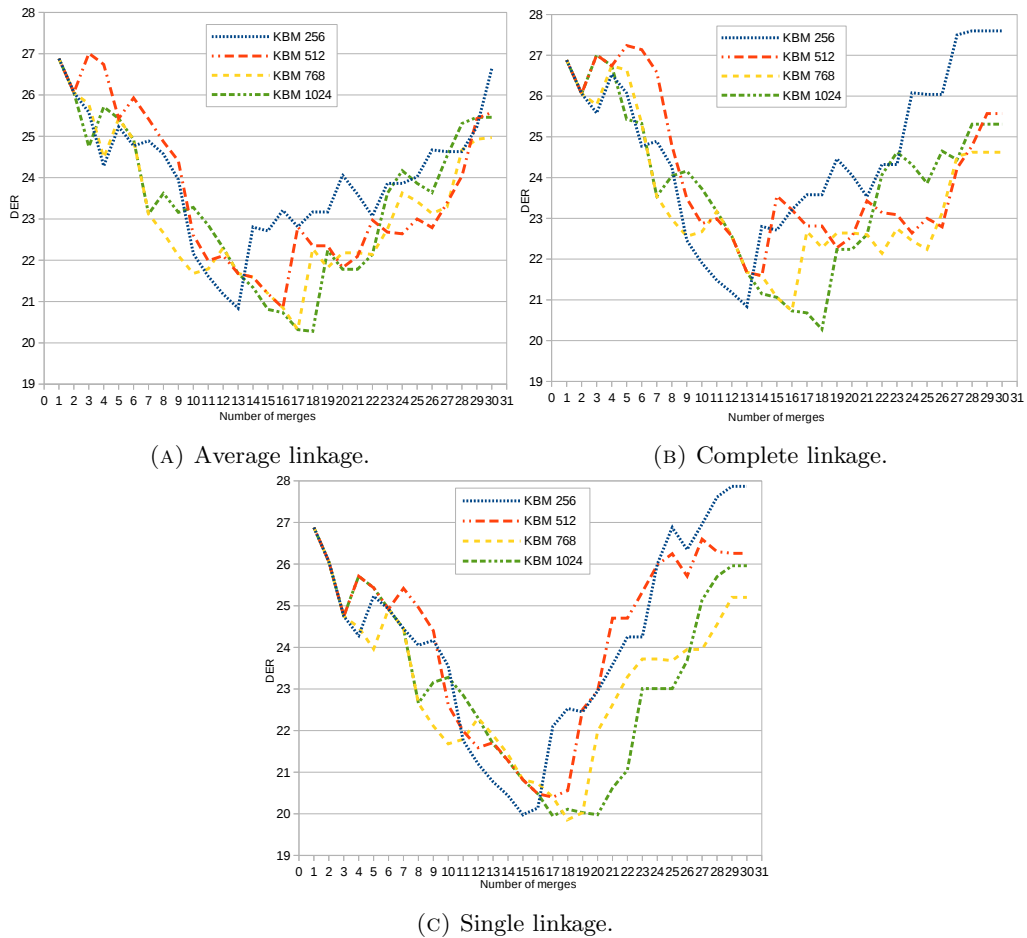 28
27
26
25
24
23
22
21
20
19
DER
KBM 256
KBM 512
KBM 768
KBM 1024
0 1 2 3 4 5 6 7 8 9 10 11 12 13 14 15 16 17 18 19 20 21 22 23 24 25 26 27 28 29 30 31
Number of merges
(A) Average linkage.
28
27
26
25
24
23
22
21
20
19
DER
KBM 256
KBM 512
KBM 768
KBM 1024
0 1 2 3 4 5 6 7 8 9 10 11 12 13 14 15 16 17 18 19 20 21 22 23 24 25 26 27 28 29 30 31
Number of merges
(B) Complete linkage.
28
27
26
25
24
23
22
21
20
19
DER
KBM 256
KBM 512
KBM 768
KBM 1024
0 1 2 3 4 5 6 7 8 9 10 11 12 13 14 15 16 17 18 19 20 21 22 23 24 25 26 27 28 29 30 31
Number of merges
(C) Single linkage.